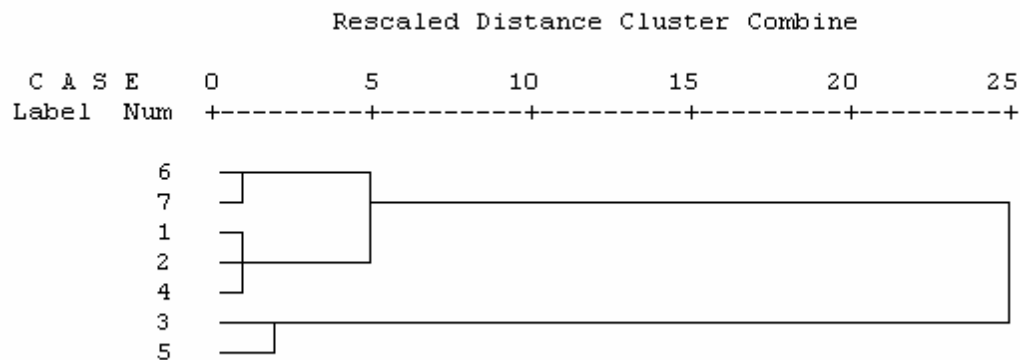 Rescaled Distance Cluster Combine
C A S E 0 5 10 15 20 25
Label Num +---------+---------+---------+---------+---------+
6
7
1
2
4
3
5